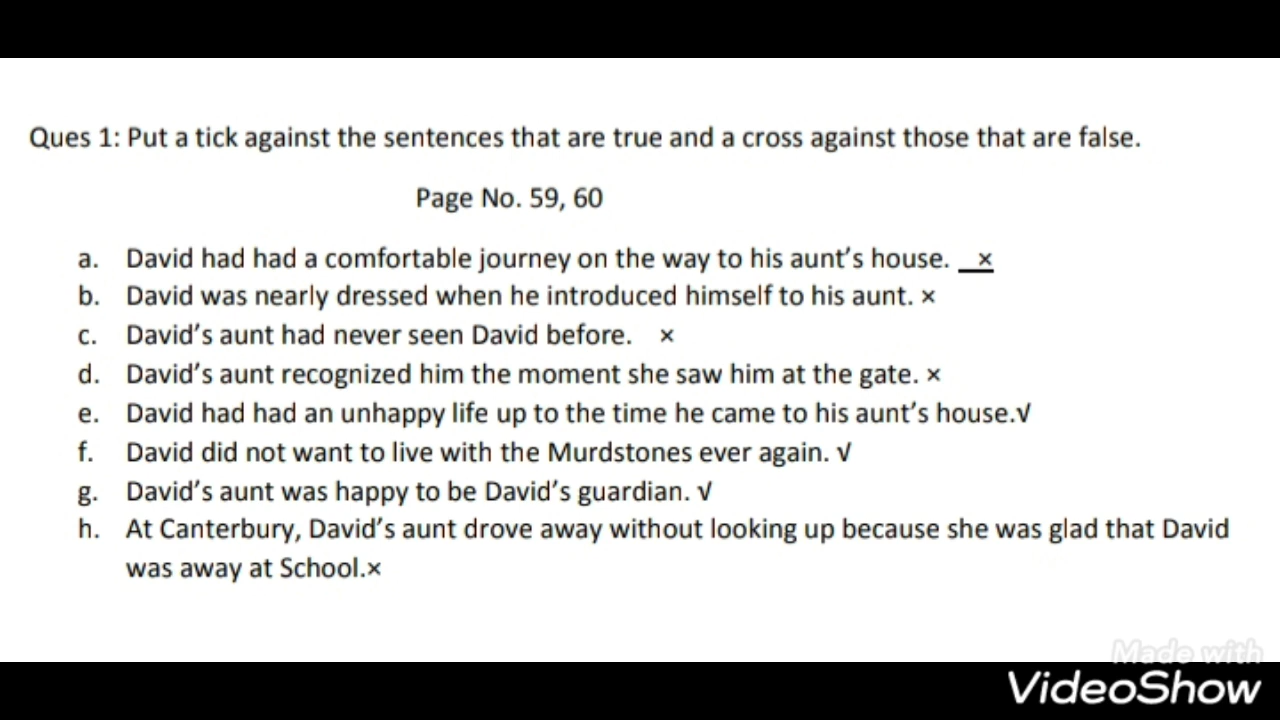 Ques 1: Put a tick against the sentences that are true and a cross against those that are false.
Page No. 59, 60
a. David had had a comfortable journey on the way to his aunt's house. __×
b. David was nearly dressed when he introduced himself to his aunt. ×
c. David's aunt had never seen David before. ×
d. David's aunt recognized him the moment she saw him at the gate. ×
e. David had had an unhappy life up to the time he came to his aunt's house.√
f. David did not want to live with the Murdstones ever again. √
g. David's aunt was happy to be David's guardian. √
h. At Canterbury, David's aunt drove away without looking up because she was glad that David
was away at School.×
Made with
VideoShow